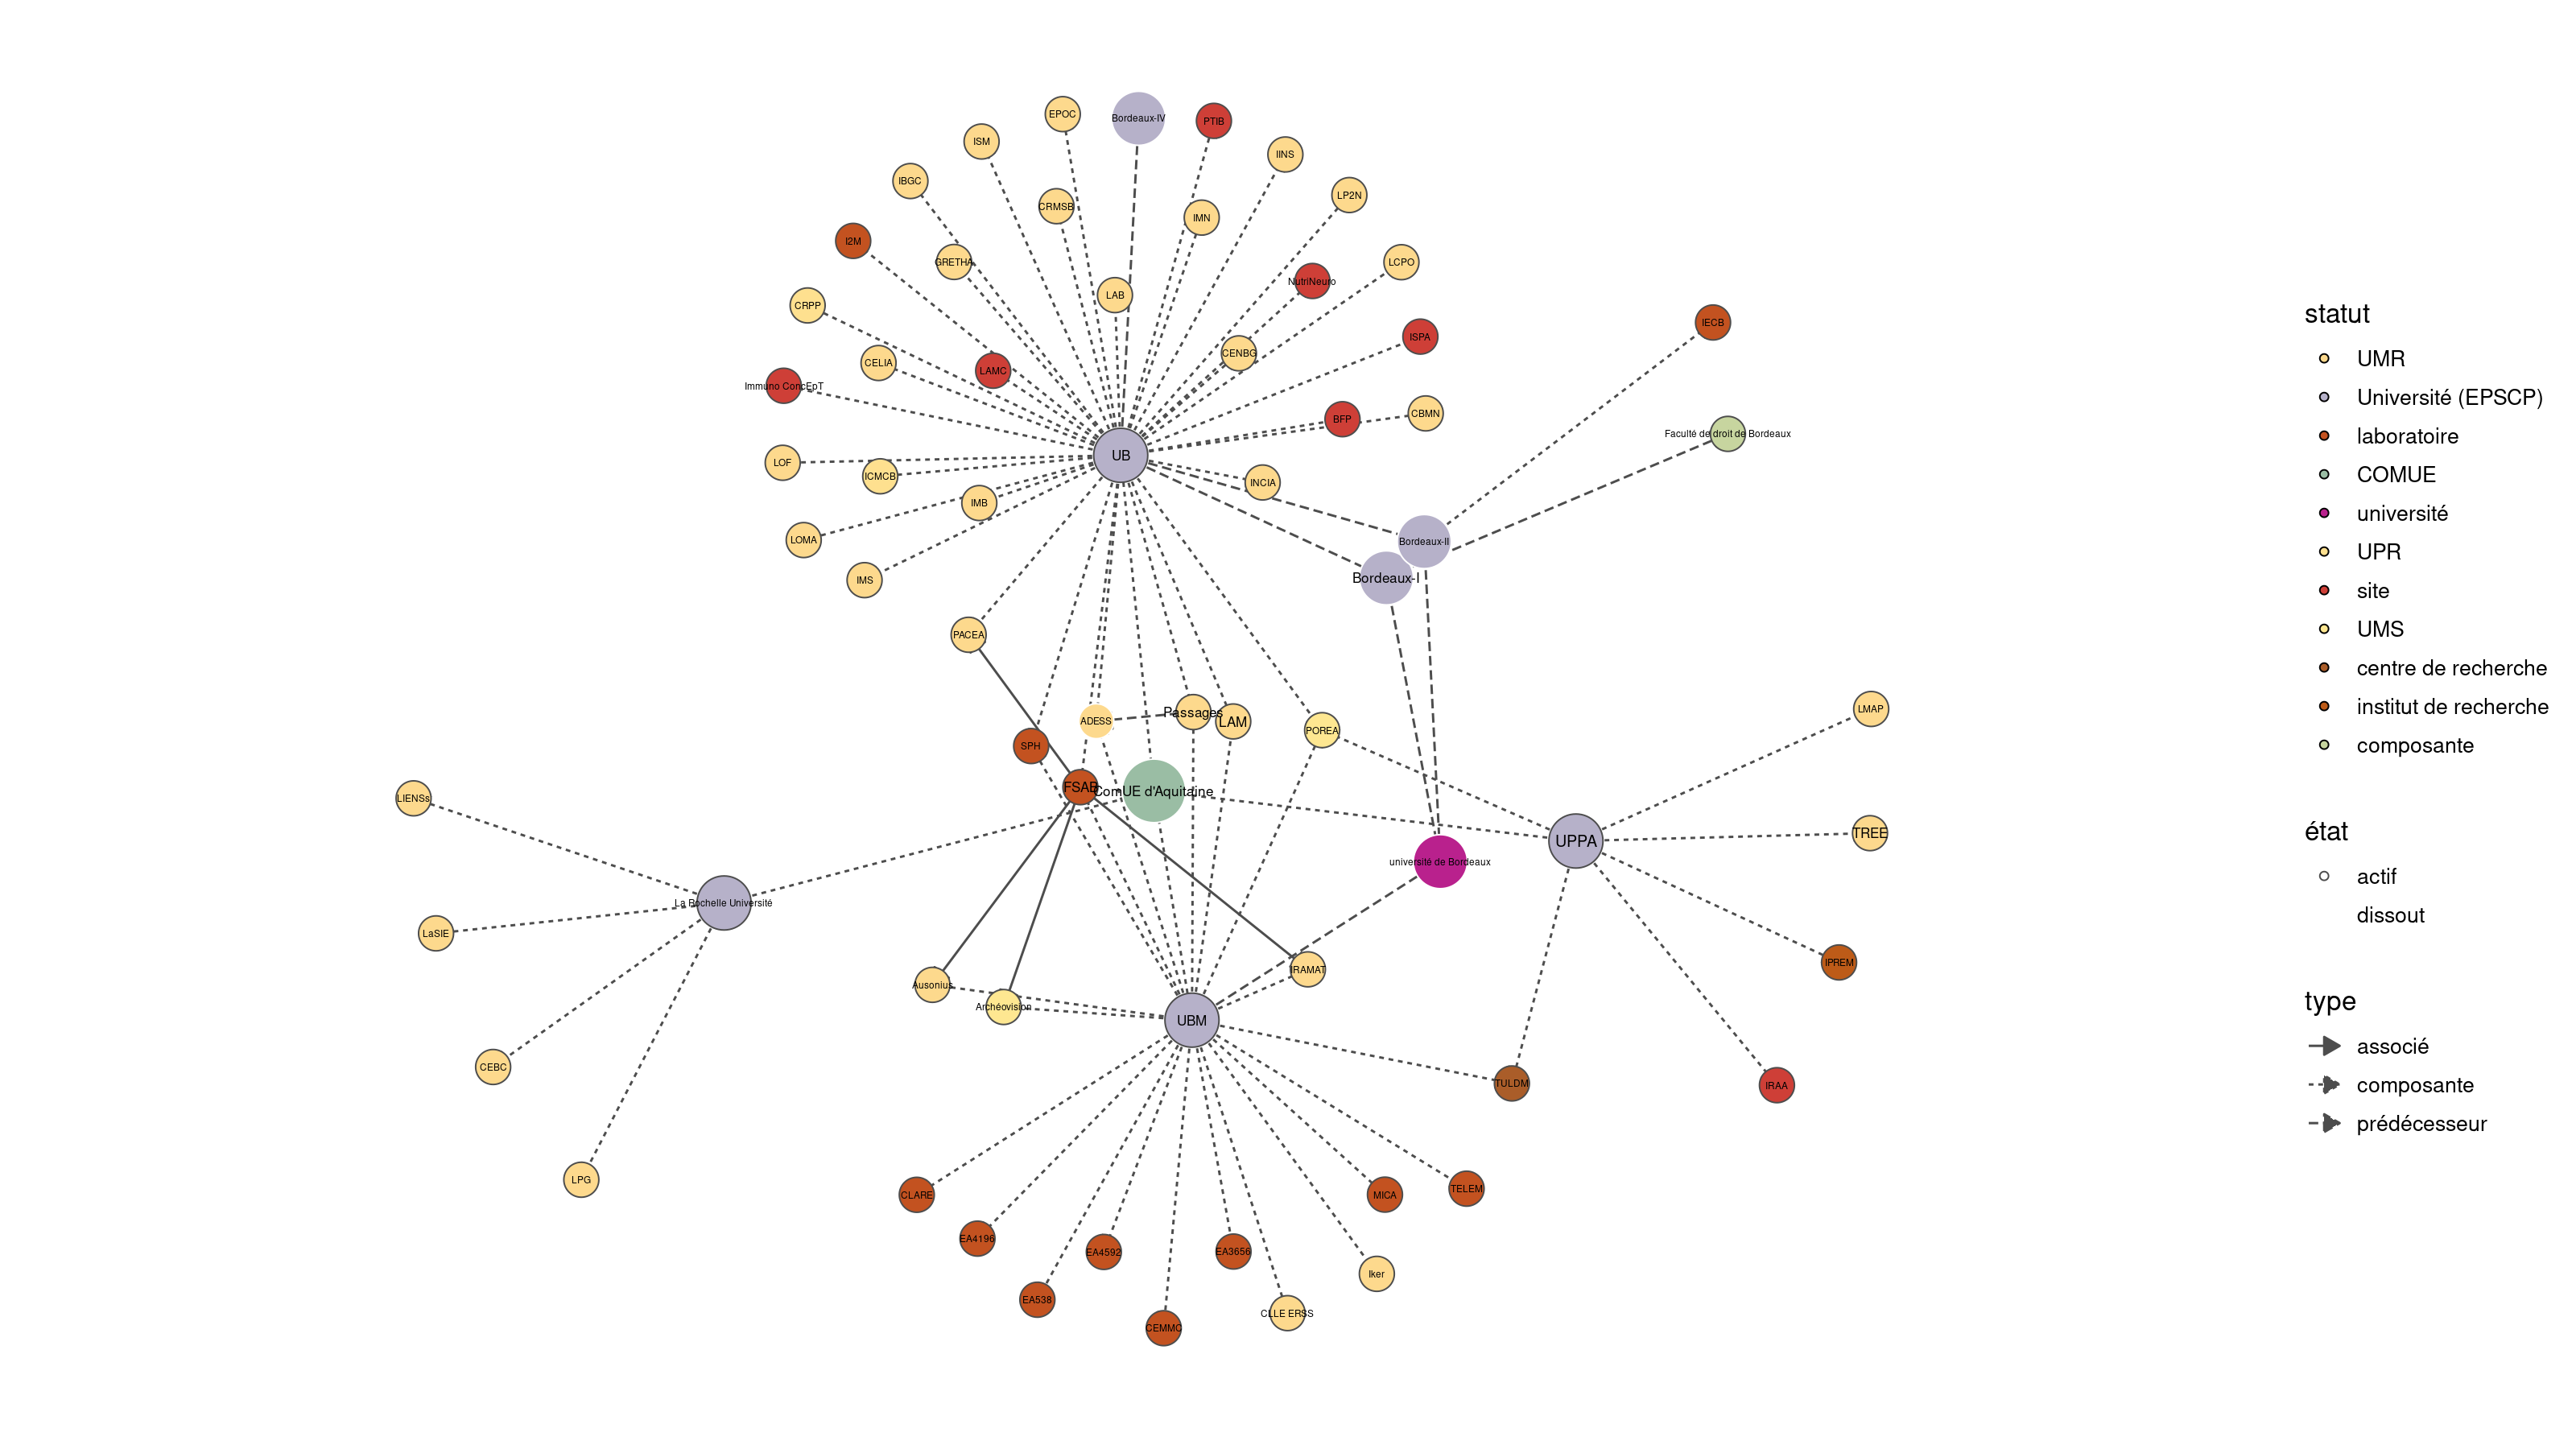 EPOC
Bordeaux-IV
PTIB
ISM
IINS
IBGC
LP2N
CRMSB
IMN
I2M
GRETHA
LCPO
NutriNeuro
LAB
CRPP
IECB
ISPA
CENBG
CELIA
LAMC
Immuno ConcEpT
CBMN
BFP
Faculté de droit de Bordeaux
UB
LOF
ICMCB
INCIA
IMB
LOMA
Bordeaux-II
IMS
Bordeaux-I
PACEA
LMAP
Passages
ADESS
LAM
POREA
SPH
FSAB
ComUE d'Aquitaine
LIENSs
TREE
UPPA
université de Bordeaux
La Rochelle Université
LaSIE
IPREM
IRAMAT
Ausonius
Archéovision
UBM
CEBC
TULDM
IRAA
LPG
CLARE
MICA
TELEM
EA4196
EA4592
EA3656
Iker
EA538
CLLE ERSS
CEMMC
statut
UMR
Université (EPSCP)
laboratoire
COMUE
université
UPR
site
UMS
centre de recherche
institut de recherche
composante
état
actif
dissout
type
associé
composante
prédécesseur